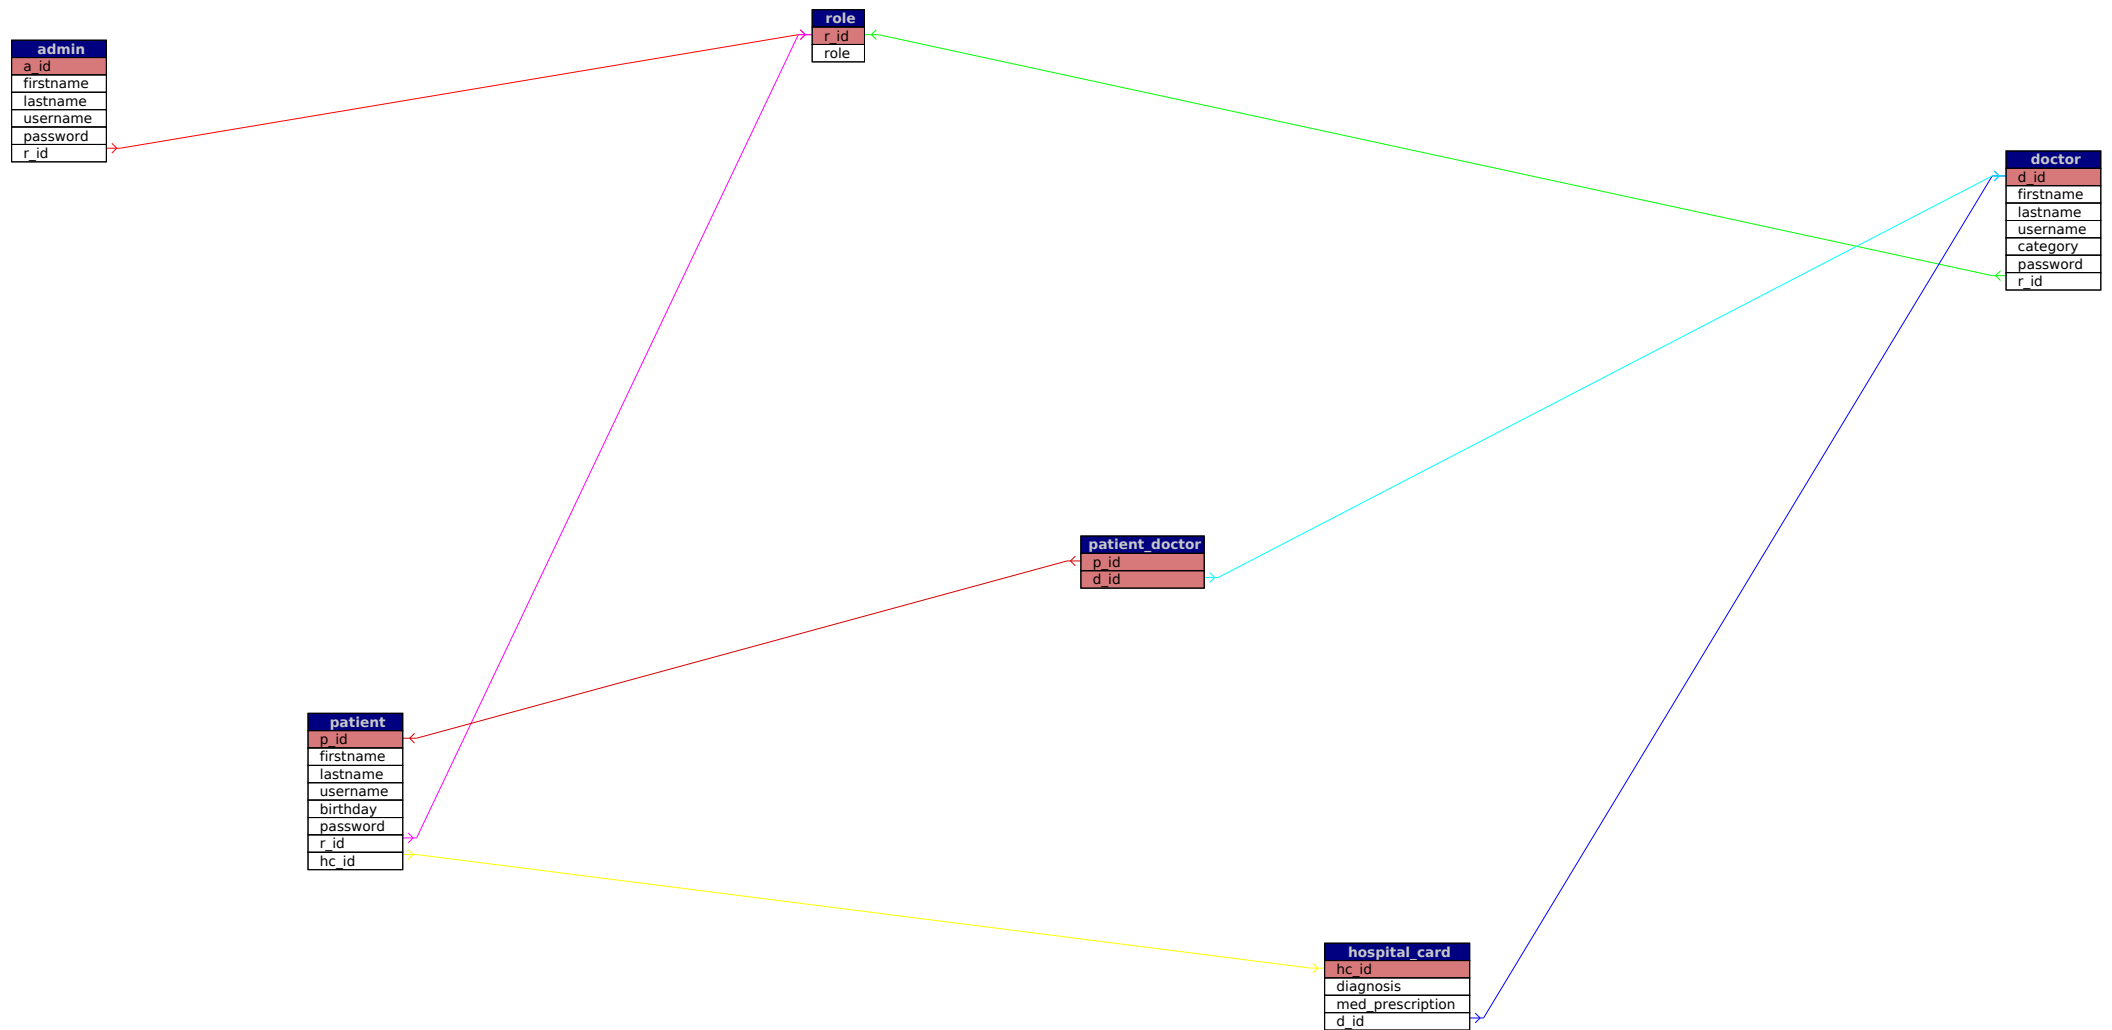 role
r_id
role
admin
a_id
firstname
lastname
username
password
r_id
doctor
d_id
firstname
lastname
username
category
password
r_id
patient_doctor
p_id
d_id
patient
p_id
firstname
lastname
username
birthday
password
r_id
hc_id
hospital_card
hc_id
diagnosis
med_prescription
d_id